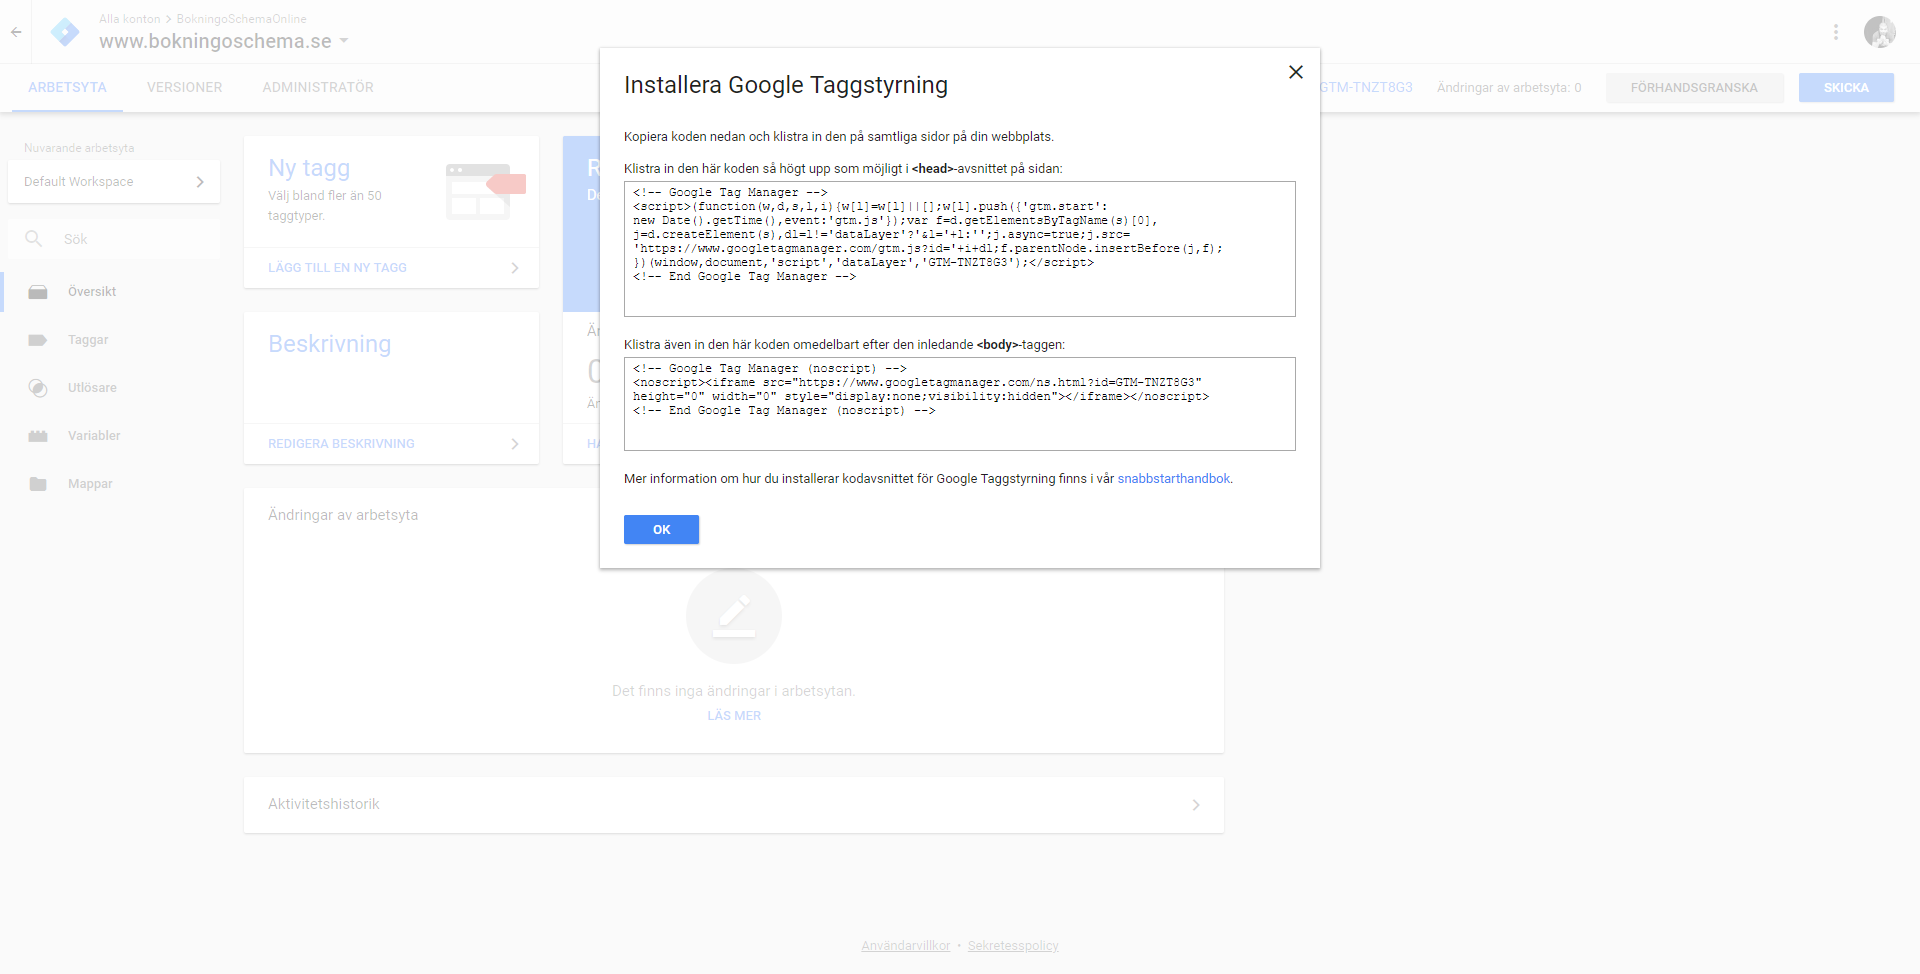 Alla konton > BokningoSchemaOnline
www.bokningoschema.se
ARBETSYTA VERSIONER ADMINISTRATÖR
GTM-TNZT8G3 Ändringar av arbetsyta: 0 FÖRHANDSGRANSKA SKICKA
Nuvarande arbetsyta
Default Workspace
Sök
Översikt
Taggar
Utlösare
Variabler
Mappar
Ny tagg
Välj bland fler än 50
taggtyper.
LÄGG TILL EN NY TAGG
Beskrivning
REDIGERA BESKRIVNING
Ändringar av arbetsyta
Det finns inga ändringar i arbetsytan.
LÄS MER
Aktivitetshistorik
Installera Google Taggstyrning
Kopiera koden nedan och klistra in den på samtliga sidor på din webbplats.
Klistra in den här koden så högt upp som möjligt i <head>-avsnittet på sidan:
<!-- Google Tag Manager -->
<script>(function(w,d,s,l,i){w[l]=w[l]||[];w[l].push({'gtm.start':
new Date().getTime(),event:'gtm.js'});var f=d.getElementsByTagName(s)[0],
j=d.createElement(s),dl=l!='dataLayer'?'&l='+l:'';j.async=true;j.src=
'https://www.googletagmanager.com/gtm.js?id='+i+dl;f.parentNode.insertBefore(j,f);
})(window,document,'script','dataLayer','GTM-TNZT8G3');</script>
<!-- End Google Tag Manager -->
Klistra även in den här koden omedelbart efter den inledande <body>-taggen:
<!-- Google Tag Manager (noscript) -->
<noscript><iframe src="https://www.googletagmanager.com/ns.html?id=GTM-TNZT8G3"
height="0" width="0" style="display:none;visibility:hidden"></iframe></noscript>
<!-- End Google Tag Manager (noscript) -->
Mer information om hur du installerar kodavsnittet för Google Taggstyrning finns i vår snabbstarthandbok.
OK
Användarvillkor • Sekretesspolicy